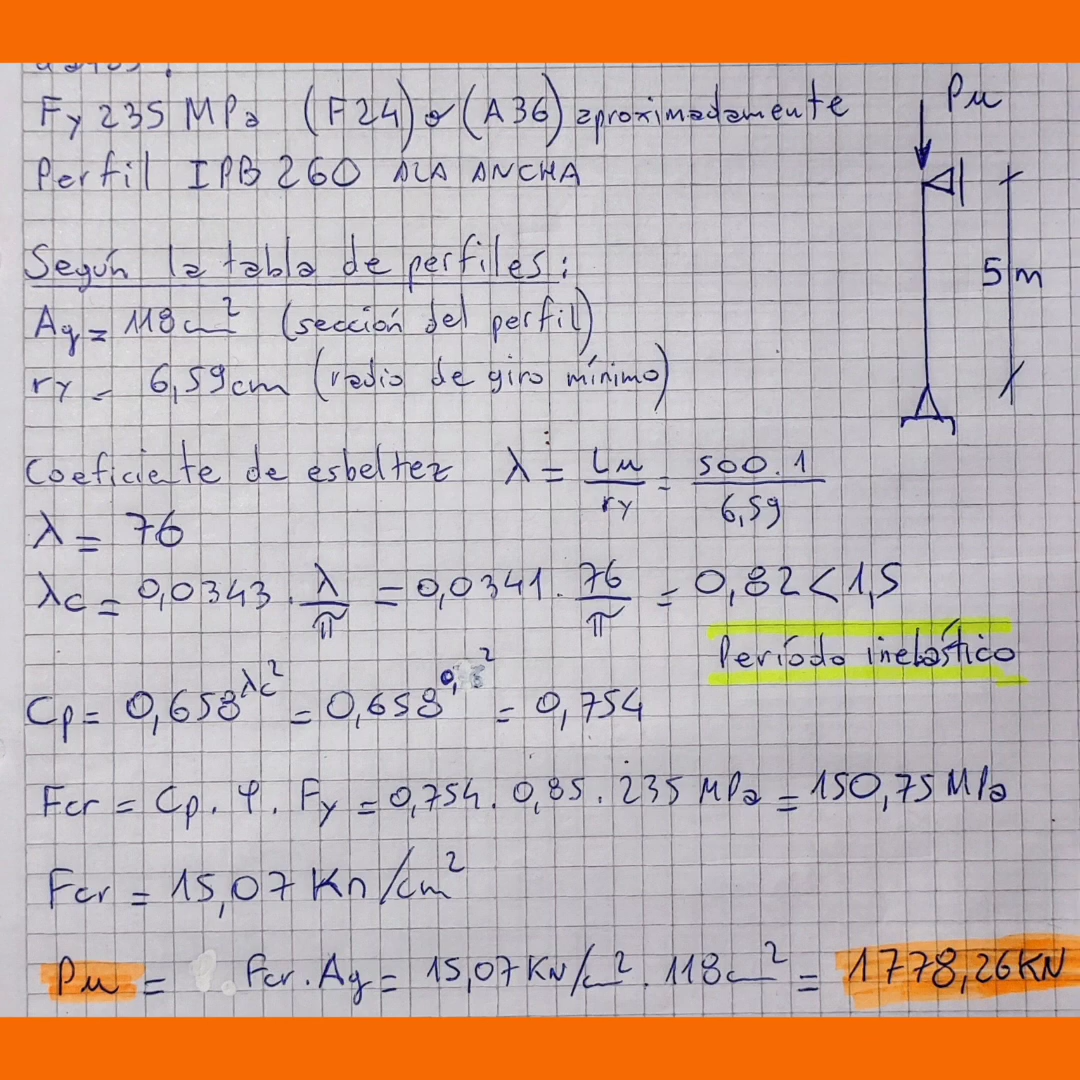 datos:
Fy 235 MPa (F24) o (A36) aproximadamente
Perfil IPB 260 ALA ANCHA
Pu
5m
Según la tabla de perfiles:
Ag = 118 cm² (sección del perfil)
ry = 6,59 cm (radio de giro mínimo)
Coeficiente de esbeltez λ = Lu/ry = 500.1/6,59
λ = 76
λc = 0,0343 . λ/π = 0,0341 . 76/π = 0,82 < 1,5
Período inelástico
Cp = 0,658^λc² = 0,658^0,² = 0,754
Fcr = Cp . φ . Fy = 0,754 . 0,85 . 235 MPa = 150,75 MPa
Fcr = 15,07 Kn/cm²
Pu = Fcr . Ag = 15,07 KN/cm² . 118 cm² = 1778,26 KN